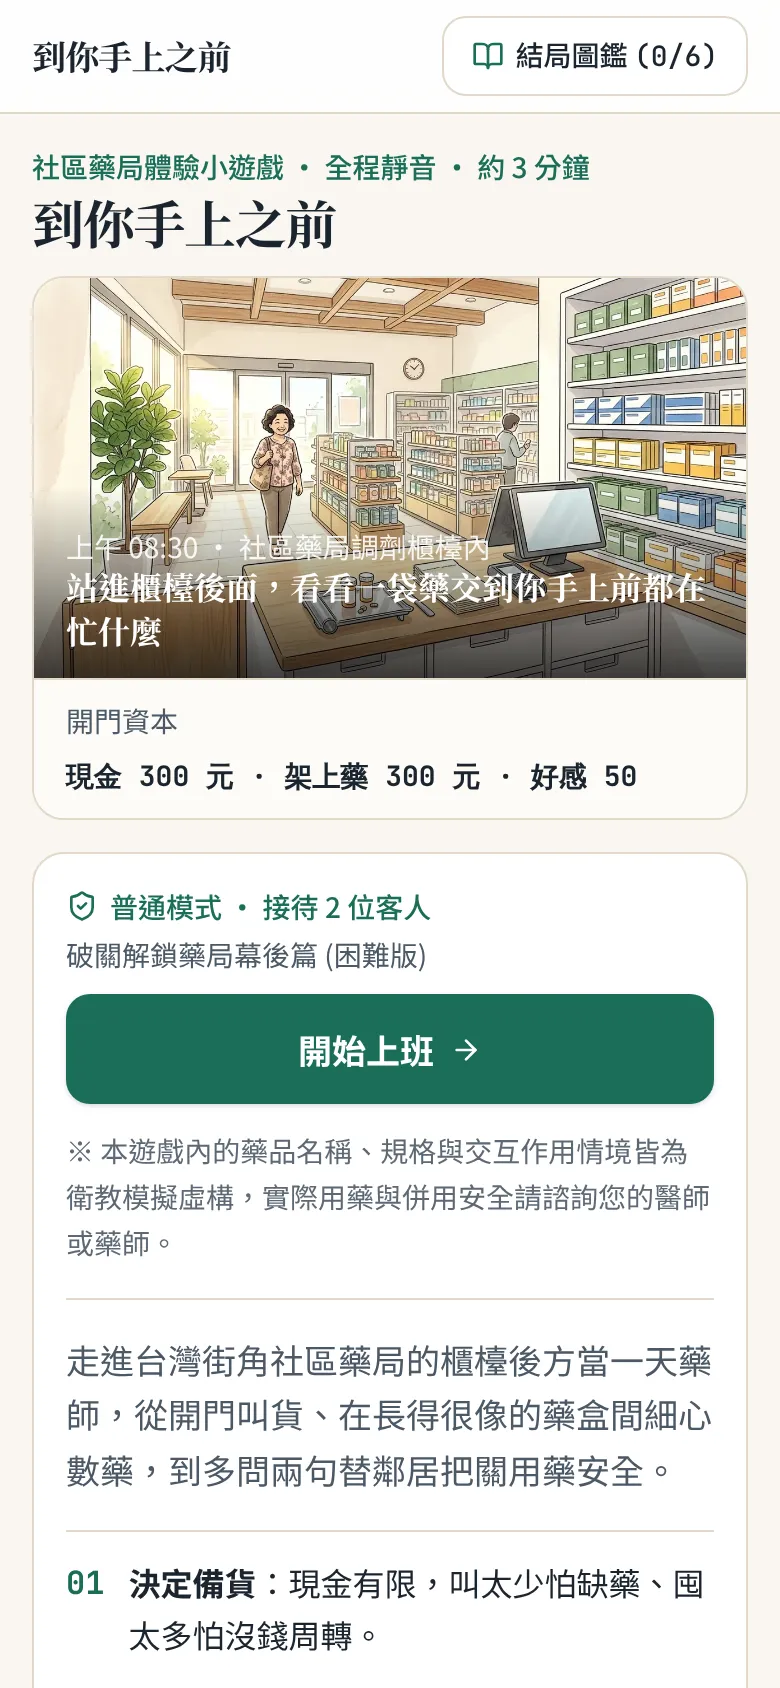 到你手上之前
結局圖鑑 (0/6)
社區藥局體驗小遊戲 · 全程靜音 · 約 3 分鐘
到你手上之前
上午 08:30 · 社區藥局調劑櫃檯內
站進櫃檯後面，看看一袋藥交到你手上前都在
忙什麼
開門資本
現金 300 元 · 架上藥 300 元 · 好感 50
普通模式 · 接待 2 位客人
破關解鎖藥局幕後篇 (困難版)
開始上班 →
※ 本遊戲內的藥品名稱、規格與交互作用情境皆為
衛教模擬虛構，實際用藥與併用安全請諮詢您的醫師
或藥師。
走進台灣街角社區藥局的櫃檯後方當一天藥
師，從開門叫貨、在長得很像的藥盒間細心
數藥，到多問兩句替鄰居把關用藥安全。
01 決定備貨：現金有限，叫太少怕缺藥、囤
太多怕沒錢周轉。